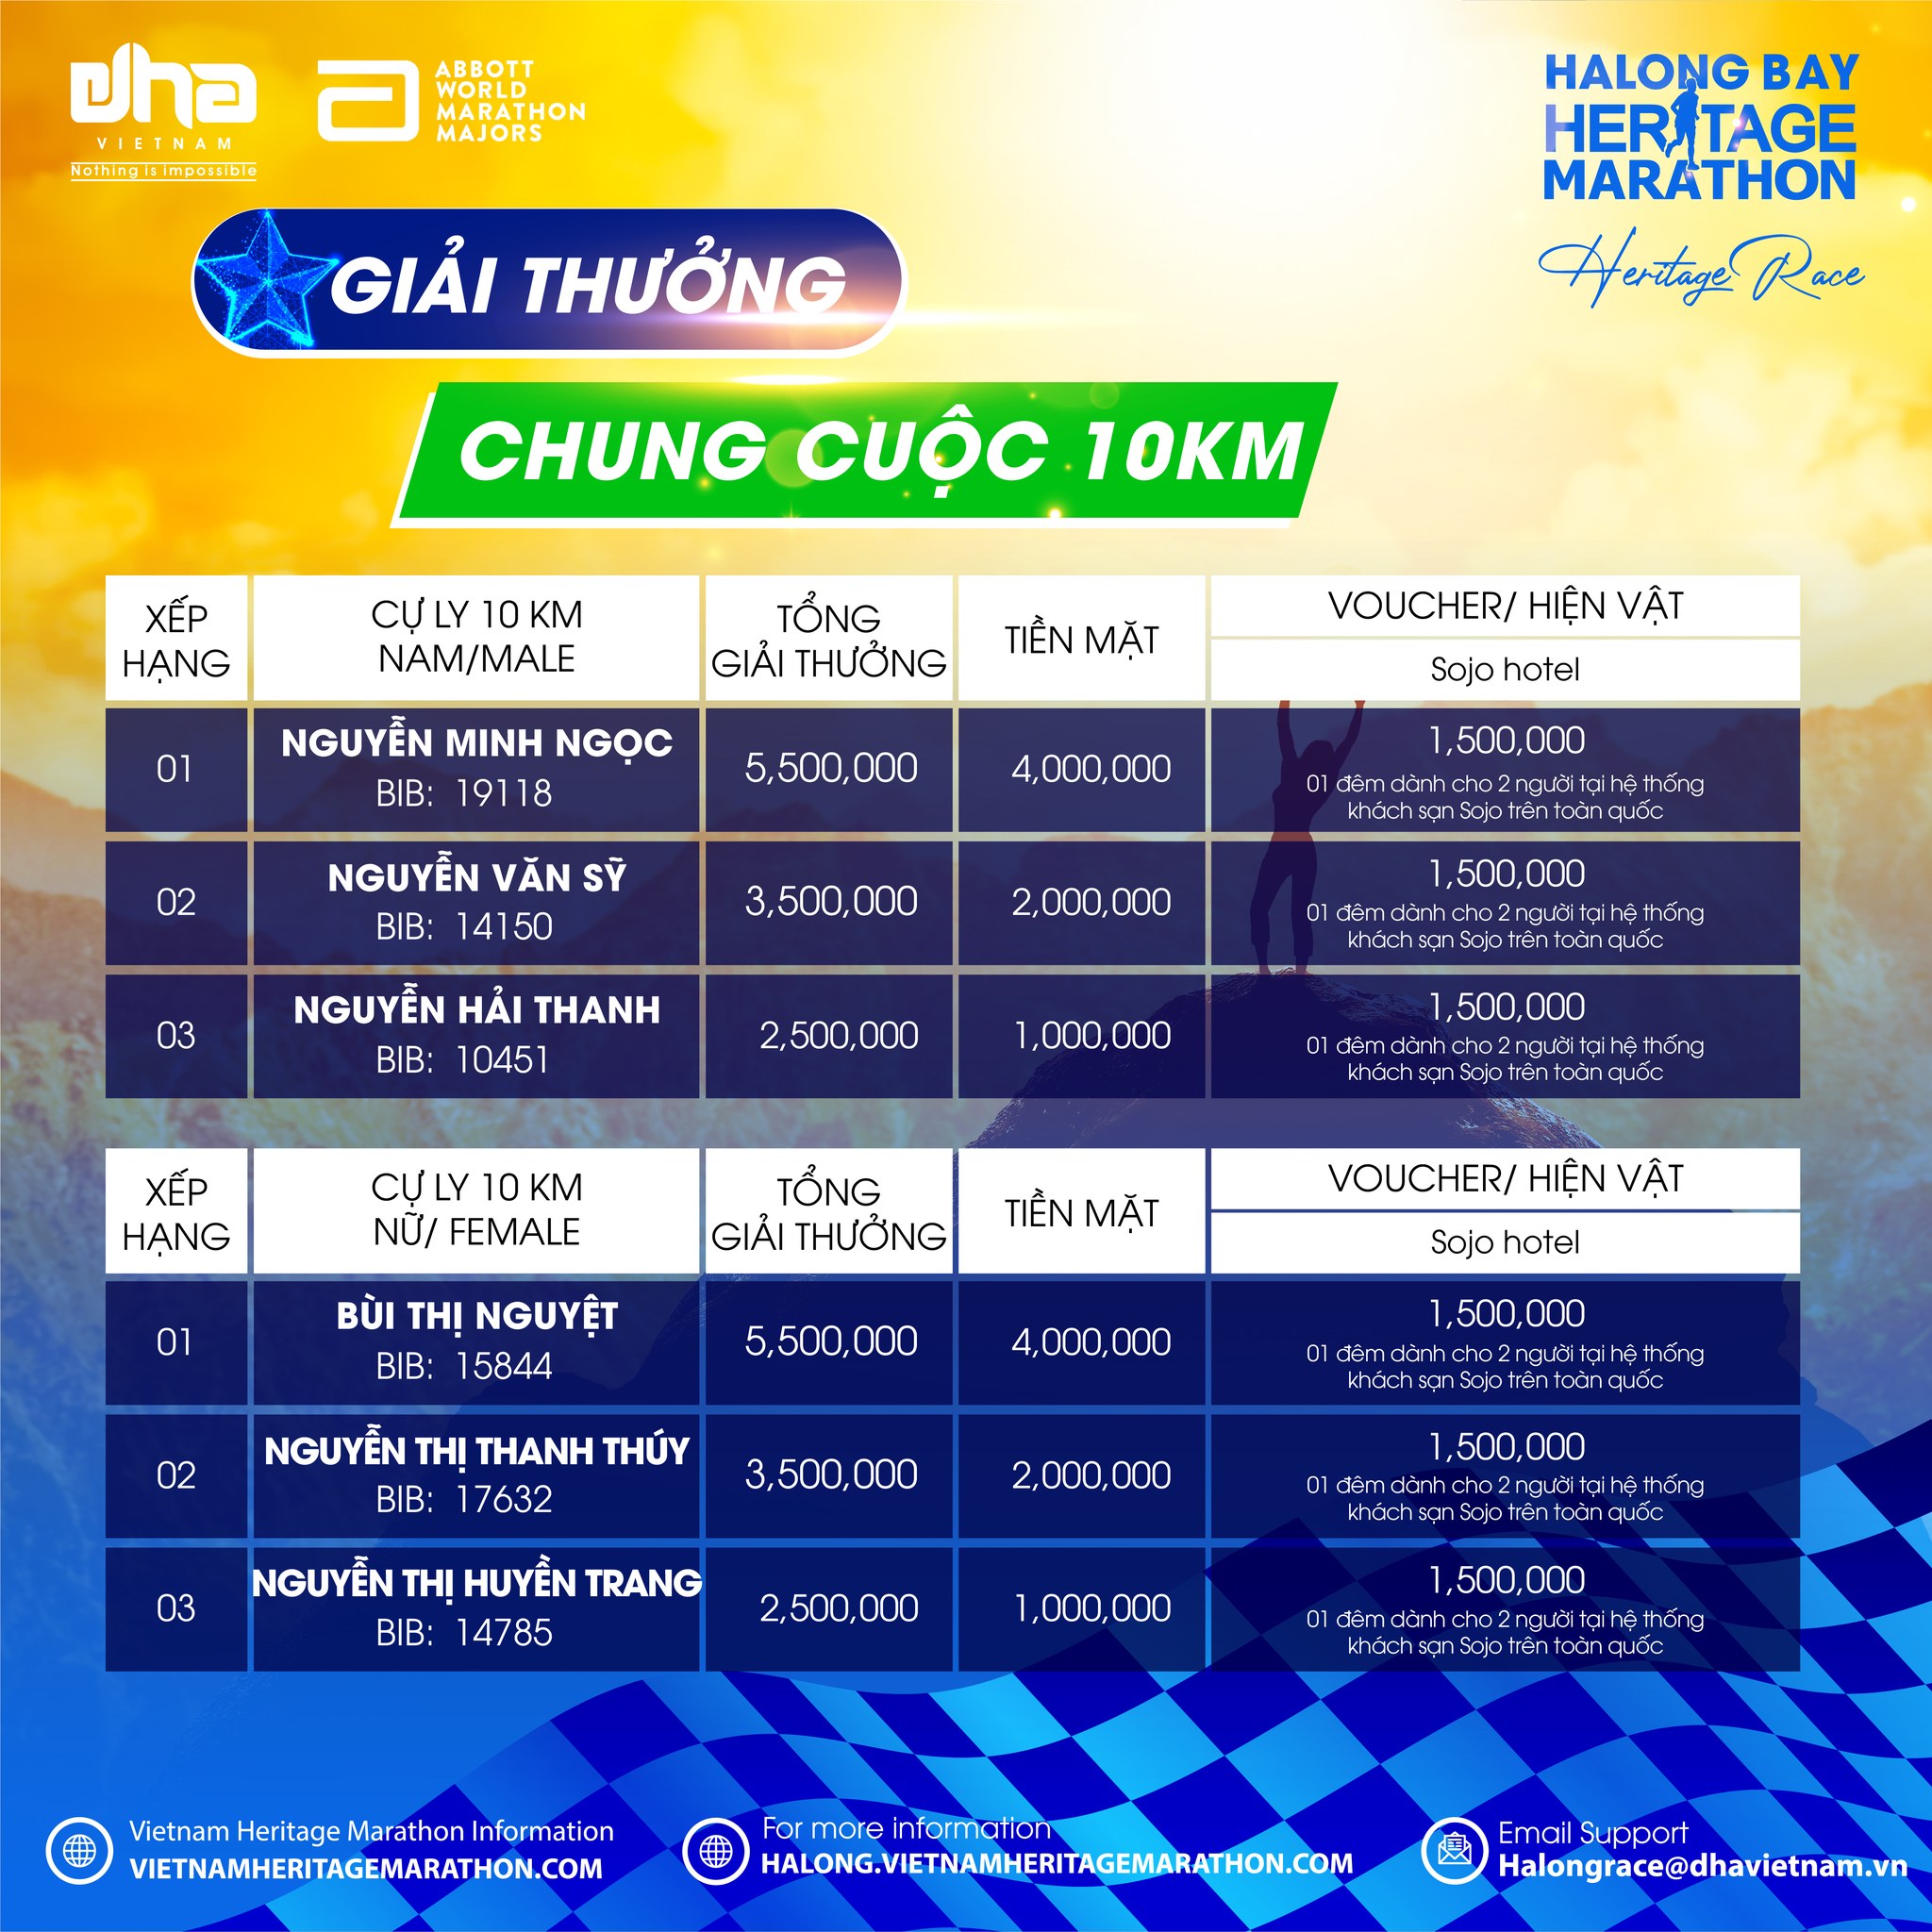 dha
VIETNAM
Nothing is impossible
a
ABBOTT
WORLD
MARATHON
MAJORS
HALONG BAY
HERITAGE
MARATHON
Heritage Race
GIẢI THƯỞNG
CHUNG CUỘC 10KM
XẾP
HẠNG
CỰ LY 10 KM
NAM/MALE
TỔNG
GIẢI THƯỞNG
TIỀN MẶT
VOUCHER/ HIỆN VẬT
Sojo hotel
01
NGUYỄN MINH NGỌC
BIB: 19118
5,500,000
4,000,000
1,500,000
01 đêm dành cho 2 người tại hệ thống
khách sạn Sojo trên toàn quốc
02
NGUYỄN VĂN SỸ
BIB: 14150
3,500,000
2,000,000
1,500,000
01 đêm dành cho 2 người tại hệ thống
khách sạn Sojo trên toàn quốc
03
NGUYỄN HẢI THANH
BIB: 10451
2,500,000
1,000,000
1,500,000
01 đêm dành cho 2 người tại hệ thống
khách sạn Sojo trên toàn quốc
XẾP
HẠNG
CỰ LY 10 KM
NỮ/ FEMALE
TỔNG
GIẢI THƯỞNG
TIỀN MẶT
VOUCHER/ HIỆN VẬT
Sojo hotel
01
BÙI THỊ NGUYỆT
BIB: 15844
5,500,000
4,000,000
1,500,000
01 đêm dành cho 2 người tại hệ thống
khách sạn Sojo trên toàn quốc
02
NGUYỄN THỊ THANH THÚY
BIB: 17632
3,500,000
2,000,000
1,500,000
01 đêm dành cho 2 người tại hệ thống
khách sạn Sojo trên toàn quốc
03
NGUYỄN THỊ HUYỀN TRANG
BIB: 14785
2,500,000
1,000,000
1,500,000
01 đêm dành cho 2 người tại hệ thống
khách sạn Sojo trên toàn quốc
Vietnam Heritage Marathon Information
VIETNAMHERITAGEMARATHON.COM
For more information
HALONG.VIETNAMHERITAGEMARATHON.COM
Email Support
Halongrace@dhavietnam.vn